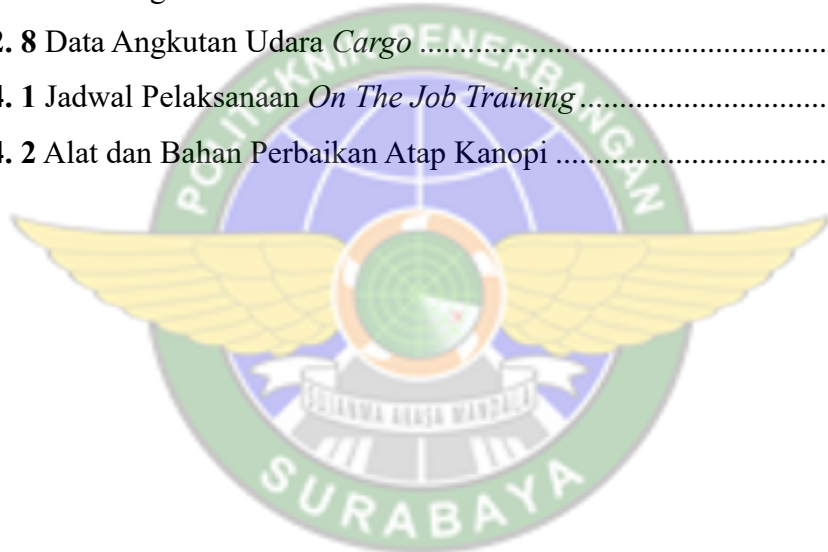 2. 8 Data Angkutan Udara Cargo ..........................................................
4. 1 Jadwal Pelaksanaan On The Job Training ....................................
4. 2 Alat dan Bahan Perbaikan Atap Kanopi ........................................
POLITEKNIK PENERBANGAN
SURABAYA